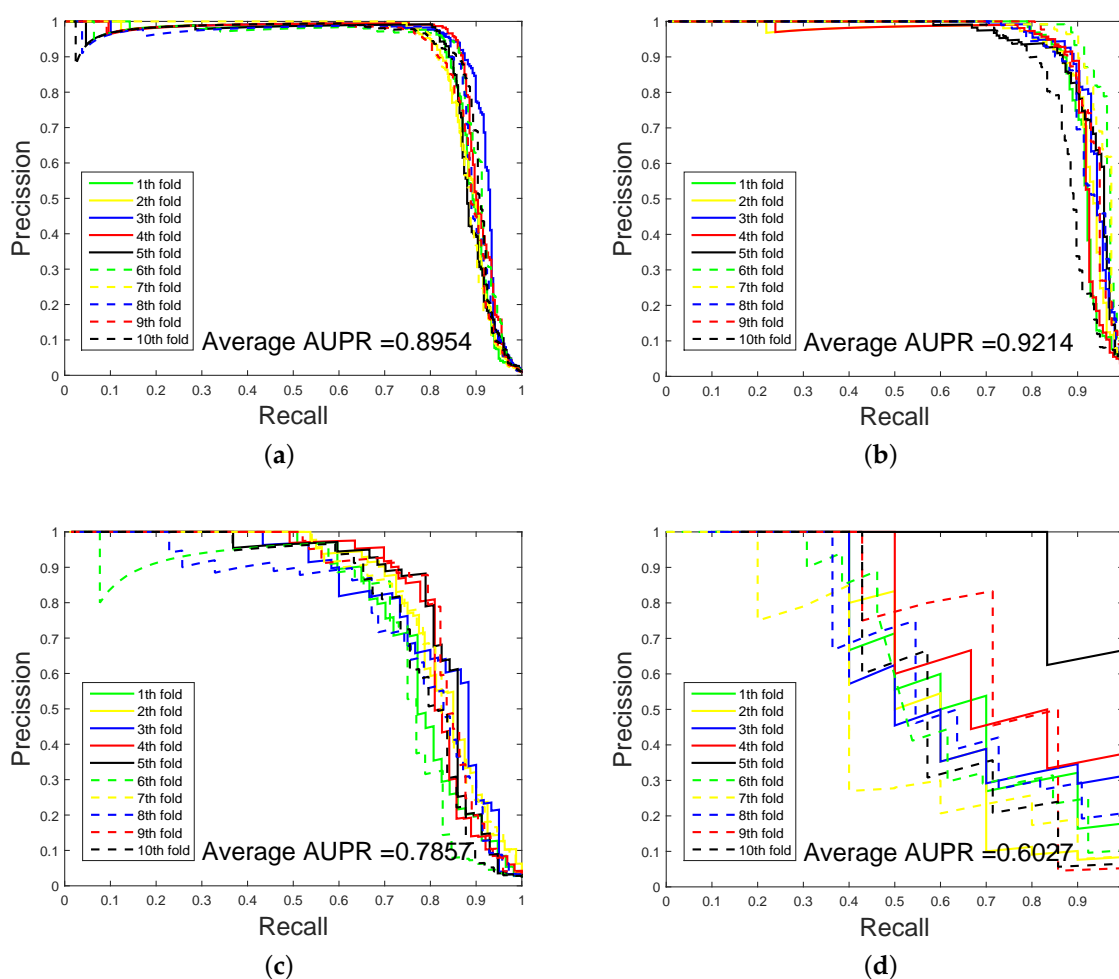 1
0.9
0.8
0.7
0.6
0.5
0.4
0.3
0.2
0.1
0
Precission
1th fold
2th fold
3th fold
4th fold
5th fold
6th fold
7th fold
8th fold
9th fold
10th fold
Average AUPR =0.8954
0 0.1 0.2 0.3 0.4 0.5 0.6 0.7 0.8 0.9 1
Recall
(a)
1
0.9
0.8
0.7
0.6
0.5
0.4
0.3
0.2
0.1
0
Precission
1th fold
2th fold
3th fold
4th fold
5th fold
6th fold
7th fold
8th fold
9th fold
10th fold
Average AUPR =0.9214
0 0.1 0.2 0.3 0.4 0.5 0.6 0.7 0.8 0.9
Recall
(b)
1
0.9
0.8
0.7
0.6
0.5
0.4
0.3
0.2
0.1
0
Precission
1th fold
2th fold
3th fold
4th fold
5th fold
6th fold
7th fold
8th fold
9th fold
10th fold
Average AUPR =0.7857
0 0.1 0.2 0.3 0.4 0.5 0.6 0.7 0.8 0.9 1
Recall
(c)
1
0.9
0.8
0.7
0.6
0.5
0.4
0.3
0.2
0.1
0
Precission
1th fold
2th fold
3th fold
4th fold
5th fold
6th fold
7th fold
8th fold
9th fold
10th fold
Average AUPR =0.6027
0 0.1 0.2 0.3 0.4 0.5 0.6 0.7 0.8 0.9
Recall
(d)